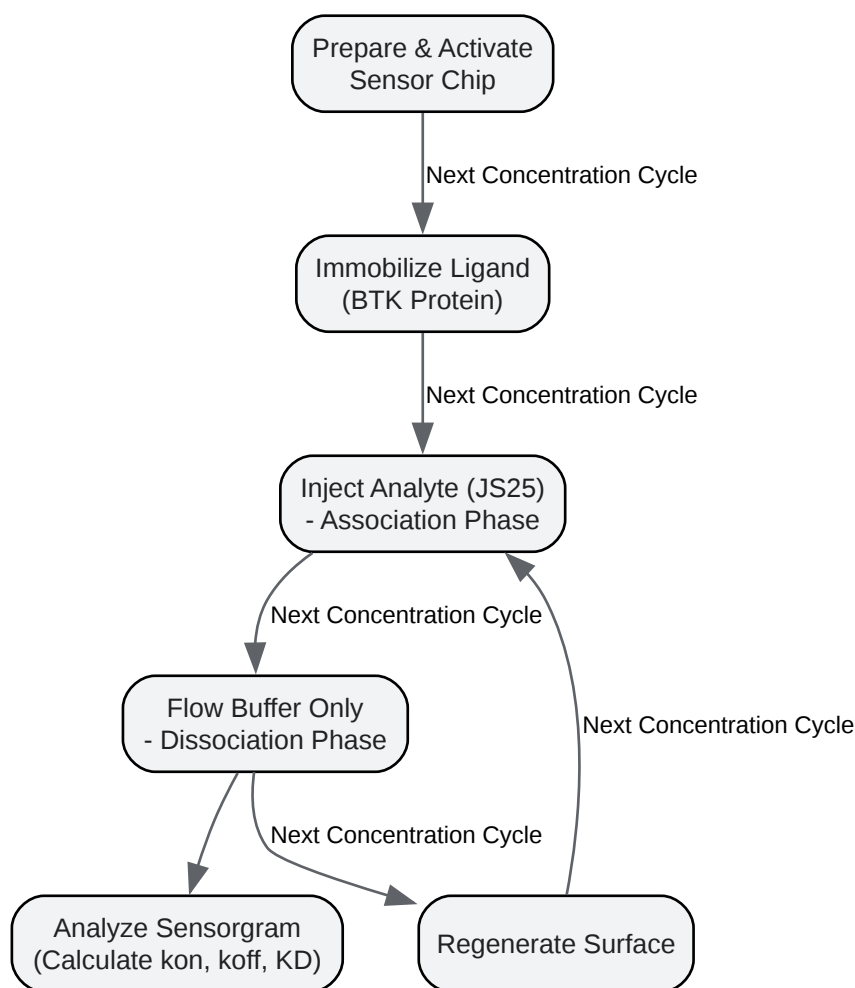 Prepare & Activate
Sensor Chip
Next Concentration Cycle
Immobilize Ligand
(BTK Protein)
Next Concentration Cycle
Inject Analyte (JS25)
- Association Phase
Next Concentration Cycle
Flow Buffer Only
- Dissociation Phase
Next Concentration Cycle
Next Concentration Cycle
Analyze Sensorgram
(Calculate kon, koff, KD)
Regenerate Surface